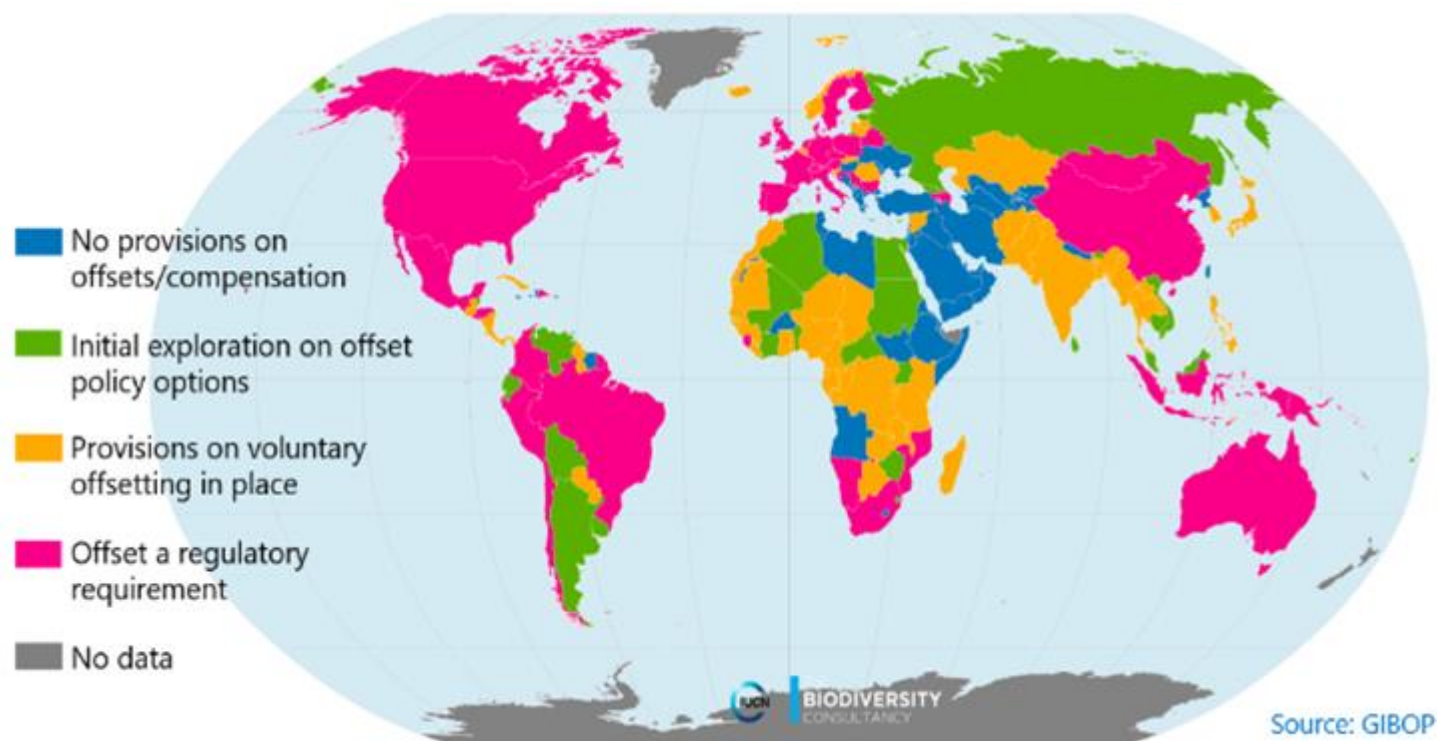 No provisions on
offsets/compensation
Initial exploration on offset
policy options
Provisions on voluntary
offsetting in place
Offset a regulatory
requirement
No data
IUCN
BIODIVERSITY
CONSULTANCY
Source: GIBOP